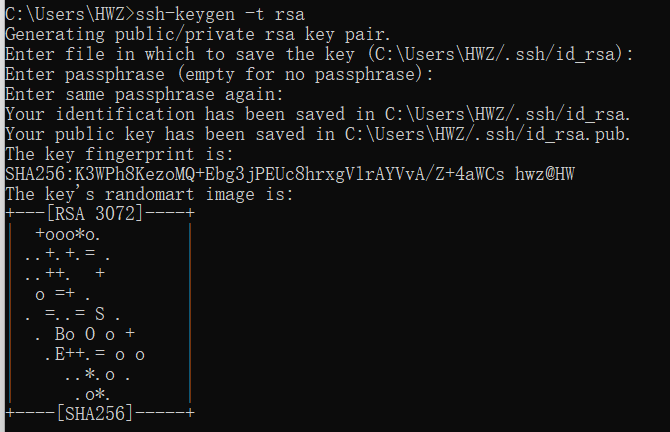 C:\Users\HWZ>ssh-keygen -t rsa
Generating public/private rsa key pair.
Enter file in which to save the key (C:\Users\HWZ/.ssh/id_rsa):
Enter passphrase (empty for no passphrase):
Enter same passphrase again:
Your identification has been saved in C:\Users\HWZ/.ssh/id_rsa.
Your public key has been saved in C:\Users\HWZ/.ssh/id_rsa.pub.
The key fingerprint is:
SHA256:K3WPh8KezoMQ+Ebg3jPEUc8hrxgVlrAYVvA/Z+4aWCs hwz@HW
The key's randomart image is:
+---[RSA 3072]----+
|  +ooo*o.        |
| ..+.+.= .       |
| ..++.  +        |
|  o =+ .         |
| . =..= S .      |
|  . Bo O o +     |
|   .E++.= o o    |
|     ..*.o .     |
|      .o*.       |
+----[SHA256]-----+